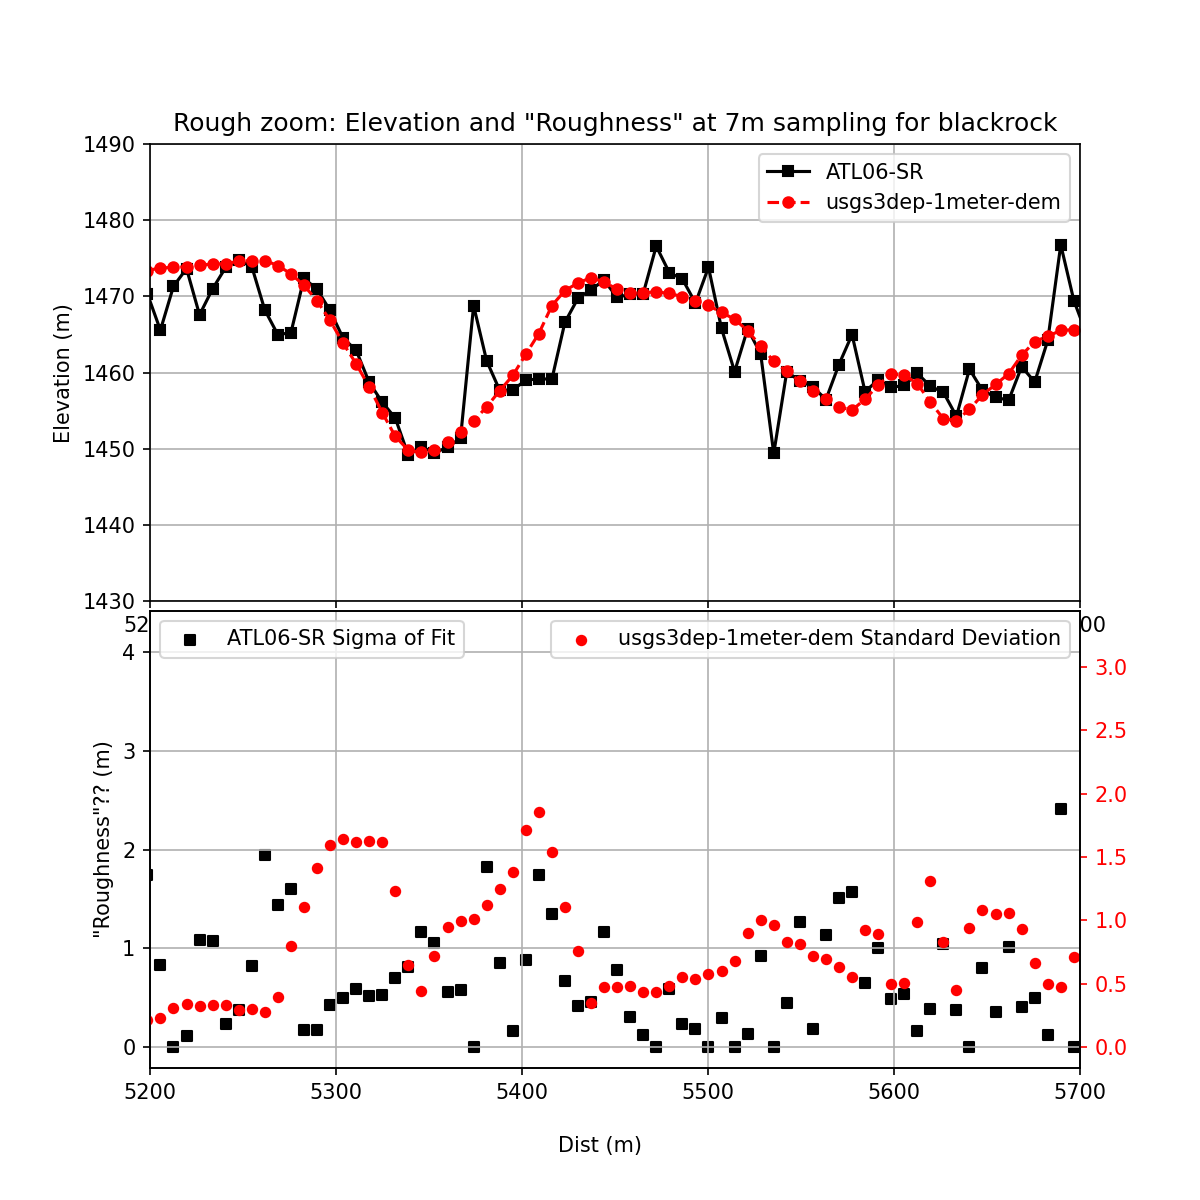 Rough zoom: Elevation and "Roughness" at 7m sampling for blackrock
1490
1480
1470
1460
1450
1440
1430
Elevation (m)
ATL06-SR
usgs3dep-1meter-dem
52
00
ATL06-SR Sigma of Fit
usgs3dep-1meter-dem Standard Deviation
4
3
2
1
0
"Roughness"?? (m)
3.0
2.5
2.0
1.5
1.0
0.5
0.0
5200 5300 5400 5500 5600 5700
Dist (m)